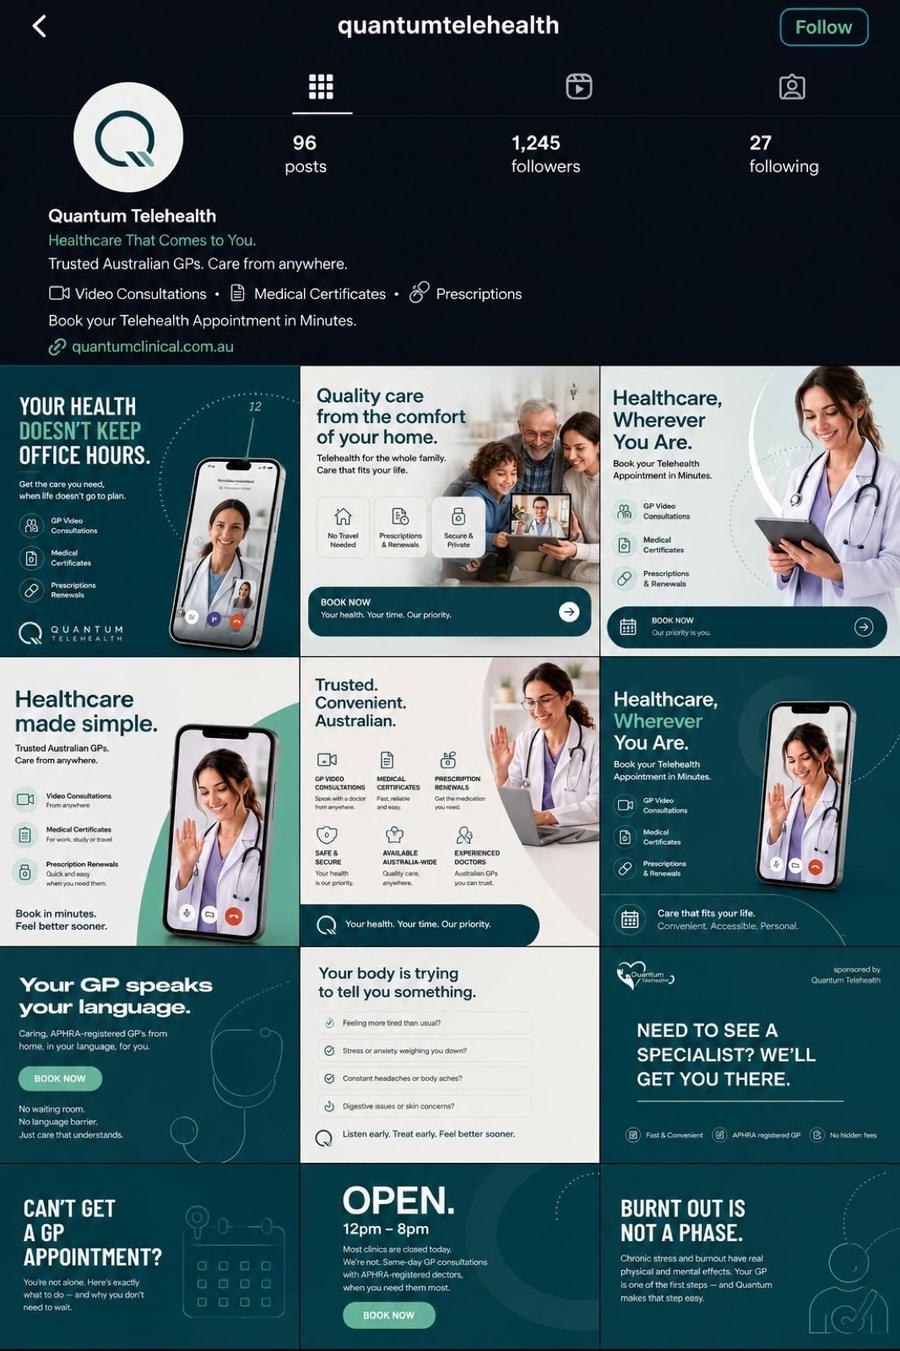 quantumtelehealth
Follow
96
posts
1,245
followers
27
following
Quantum Telehealth
Healthcare That Comes to You.
Trusted Australian GPs. Care from anywhere.
Video Consultations • Medical Certificates • Prescriptions
Book your Telehealth Appointment in Minutes.
quantumclinical.com.au
YOUR HEALTH
DOESN'T KEEP
OFFICE HOURS.
12
Get the care you need,
when life doesn't go to plan.
GP Video
Consultations
Medical
Certificates
Prescriptions
Renewals
QUANTUM
TELEHEALTH
Quality care
from the comfort
of your home.
Telehealth for the whole family.
Care that fits your life.
No Travel
Needed
Prescriptions
& Renewals
Secure &
Private
BOOK NOW
Your health. Your time. Our priority.
Healthcare,
Wherever
You Are.
Book your Telehealth
Appointment in Minutes.
GP Video
Consultations
Medical
Certificates
Prescriptions
& Renewals
BOOK NOW
Our priority is you.
Healthcare
made simple.
Trusted Australian GPs.
Care from anywhere.
Video Consultations
From anywhere
Medical Certificates
For work, study or travel
Prescription Renewals
Quick and easy
when you need them.
Book in minutes.
Feel better sooner.
Trusted.
Convenient.
Australian.
GP VIDEO
CONSULTATIONS
Speak with a doctor
from anywhere.
MEDICAL
CERTIFICATES
Fast, reliable
and easy.
PRESCRIPTION
RENEWALS
Get the medication
you need.
SAFE &
SECURE
Your health
is our priority.
AVAILABLE
AUSTRALIA-WIDE
Quality care,
anywhere.
EXPERIENCED
DOCTORS
Australian GPs
you can trust.
Your health. Your time. Our priority.
Healthcare,
Wherever
You Are.
Book your Telehealth
Appointment in Minutes.
GP Video
Consultations
Medical
Certificates
Prescriptions
& Renewals
Care that fits your life.
Convenient. Accessible. Personal.
Your GP speaks
your language.
Caring, APHRA-registered GP's from
home, in your language, for you.
BOOK NOW
No waiting room.
No language barrier.
Just care that understands.
Your body is trying
to tell you something.
Feeling more tired than usual?
Stress or anxiety weighing you down?
Constant headaches or body aches?
Digestive issues or skin concerns?
Listen early. Treat early. Feel better sooner.
Quantum
Telehealth
sponsored by
Quantum Telehealth
NEED TO SEE A
SPECIALIST? WE'LL
GET YOU THERE.
Fast & Convenient
APHRA registered GP
No hidden fees
CAN'T GET
A GP
APPOINTMENT?
You're not alone. Here's exactly
what to do — and why you don't
need to wait.
OPEN.
12pm – 8pm
Most clinics are closed today.
We're not. Same-day GP consultations
with APHRA-registered dectors,
when you need them most.
BOOK NOW
BURNT OUT IS
NOT A PHASE.
Chronic stress and burnout have real
physical and mental effects. Your GP
is one of the first steps — and Quantum
makes that step easy.